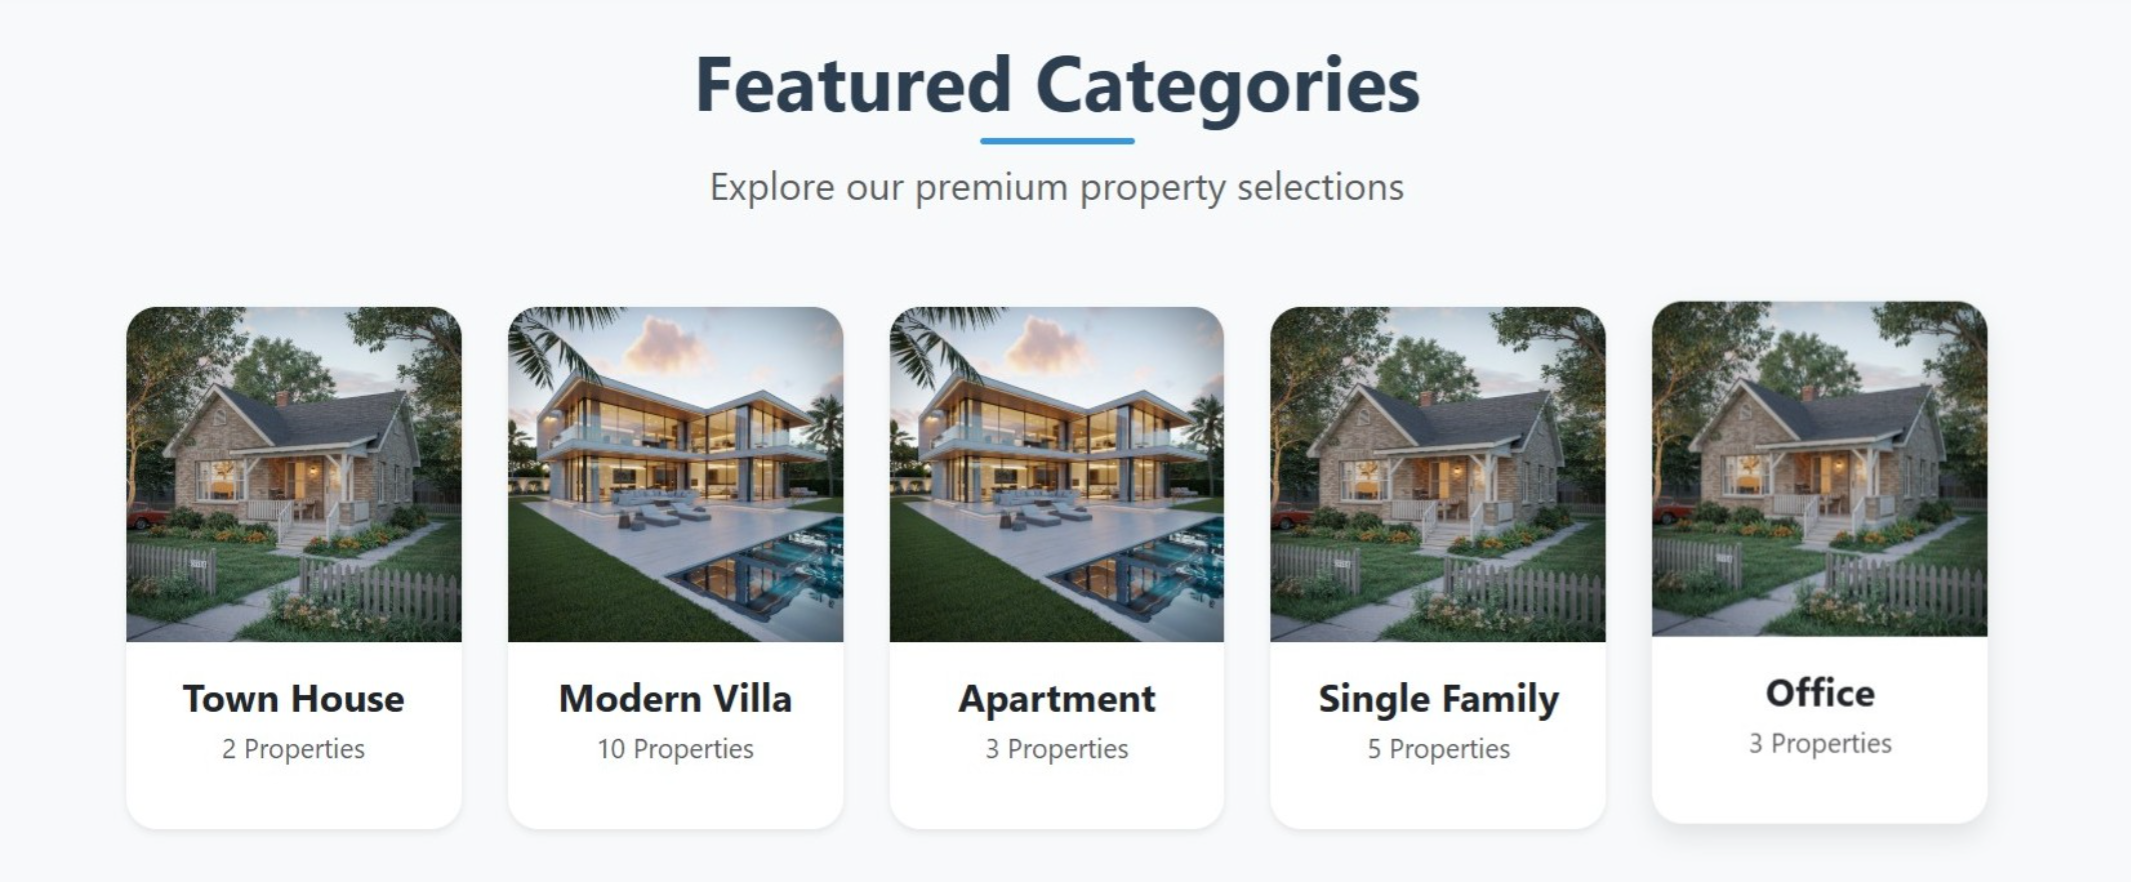 Featured Categories
Explore our premium property selections
Town House
2 Properties
Modern Villa
10 Properties
Apartment
3 Properties
Single Family
5 Properties
Office
3 Properties